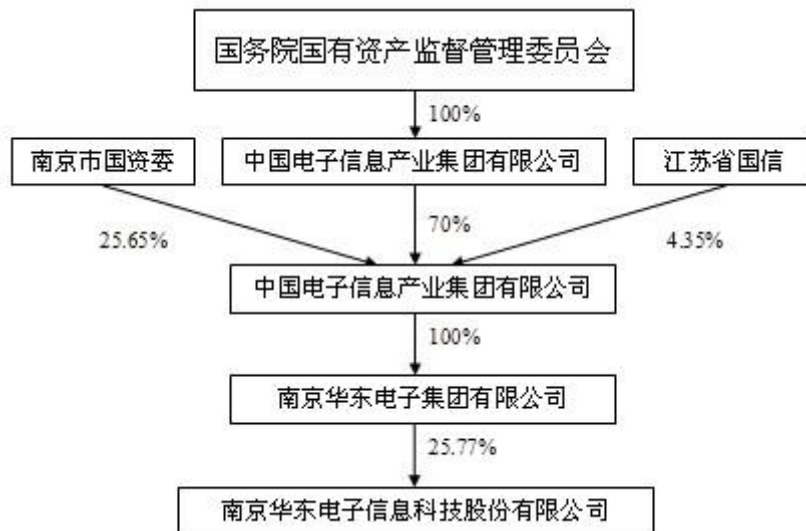 国务院国有资产监督管理委员会
100%
南京市国资委
中国电子信息产业集团有限公司
江苏省国信
25.65%
70%
4.35%
中国电子信息产业集团有限公司
100%
南京华东电子集团有限公司
25.77%
南京华东电子信息科技股份有限公司